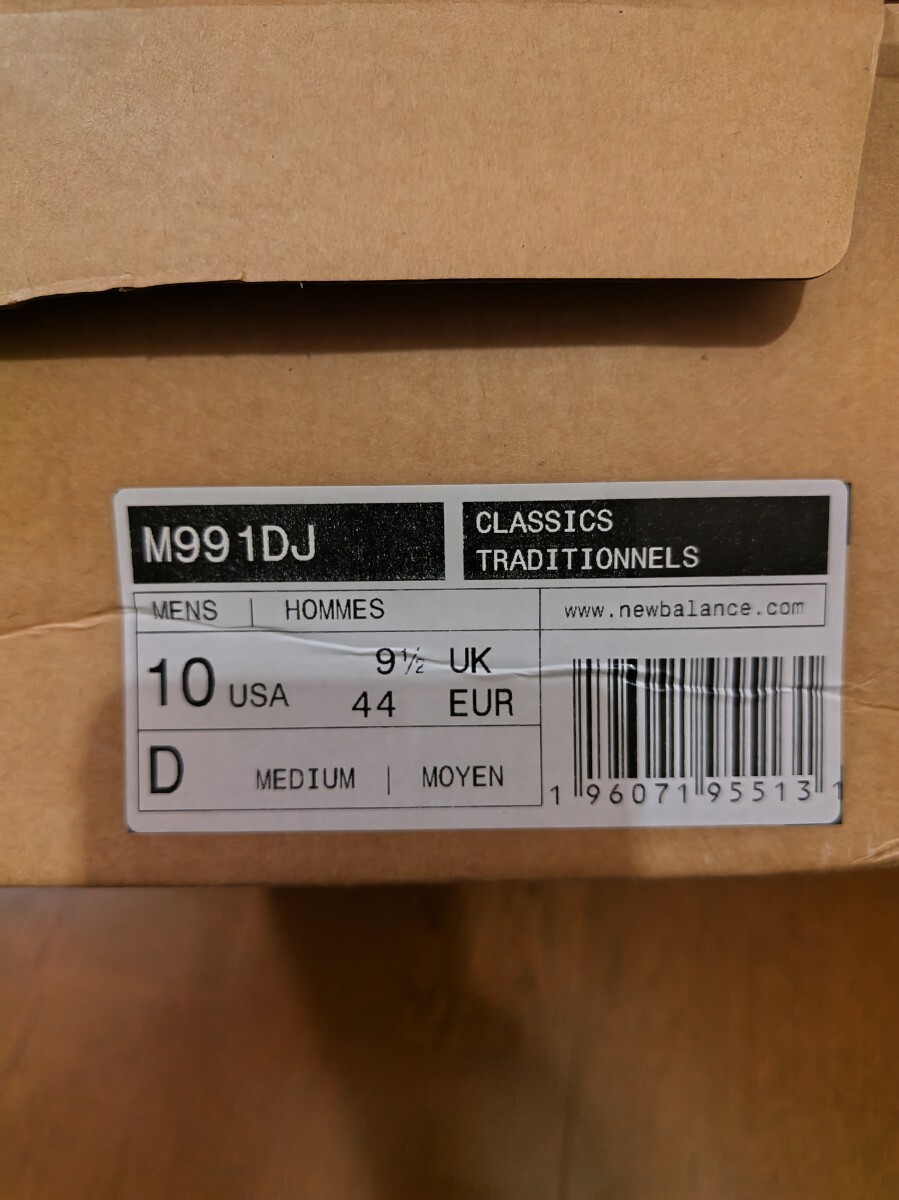 M991DJ
CLASSICS
TRADITIONNELS
MENS | HOMMES
www.newbalance.com
10 USA
9½ UK
44 EUR
D MEDIUM | MOYEN
1 96071 95513 1